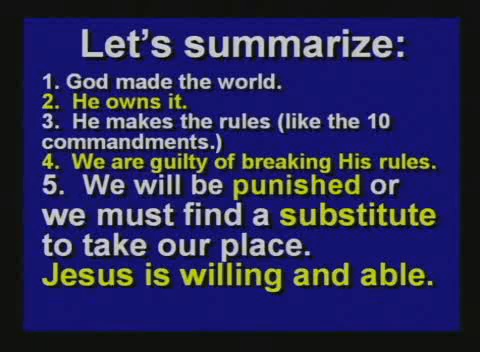 Let's summarize:
1. God made the world.
2. He owns it.
3. He makes the rules (like the 10
commandments.)
4. We are guilty of breaking His rules.
5. We will be punished or
we must find a substitute
to take our place.
Jesus is willing and able.